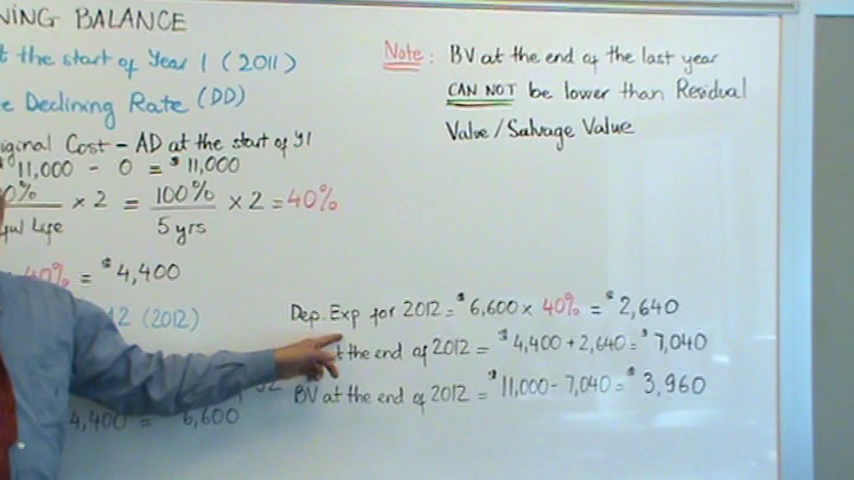 NING BALANCE
t the start of Year 1 (2011)
e Declining Rate (DD)
iginal Cost - AD at the start of Y1
$11,000 - 0 = $11,000
0% × 2 = 100% × 2 = 40%
ful Life 5 yrs
40% = $4,400
12 (2012)
4,400 = 6,600
Note: BV at the end of the last year
CAN NOT be lower than Residual
Value/Salvage Value
Dep. Exp for 2012 = $6,600 × 40% = $2,640
t the end of 2012 = $4,400 + 2,640 = $7,040
BV at the end of 2012 = $11,000 - 7,040 = $3,960